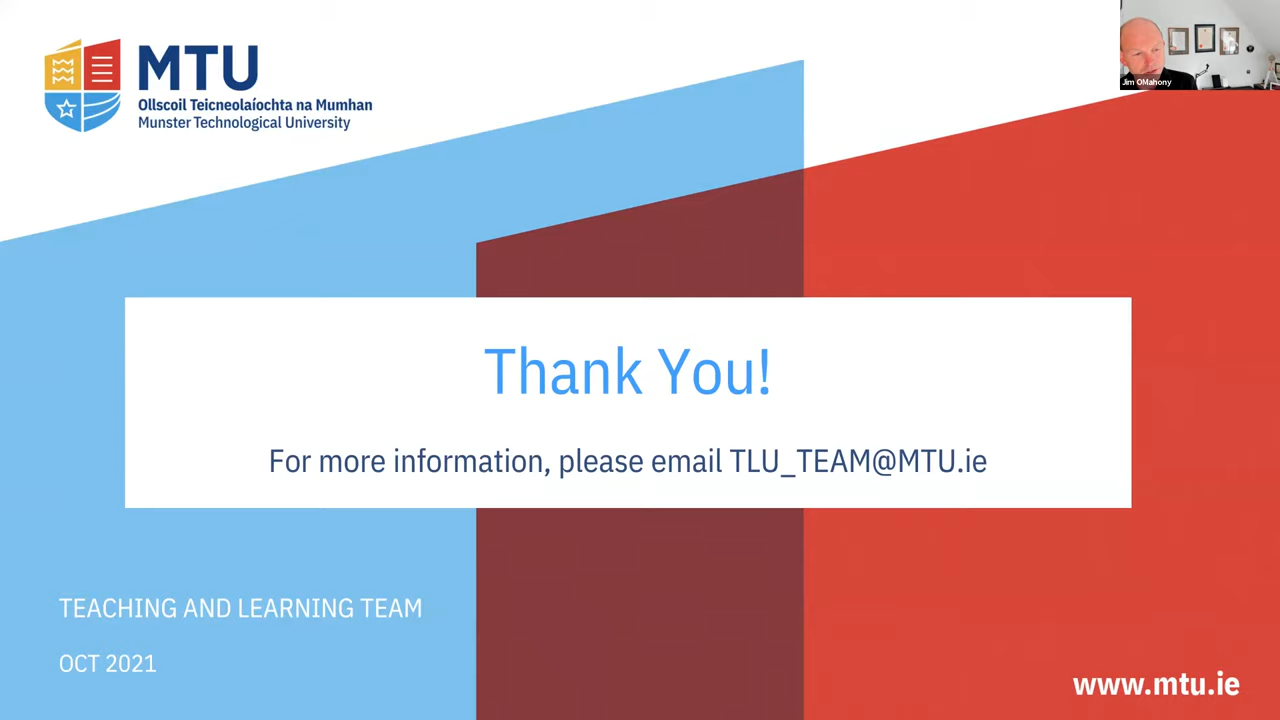 MTU
Ollscoil Teicneolaíochta na Mumhan
Munster Technological University
Jim OMahony
Thank You!
For more information, please email TLU_TEAM@MTU.ie
TEACHING AND LEARNING TEAM
OCT 2021
www.mtu.ie